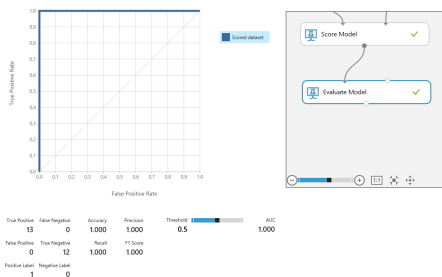 1.0
0.9
0.8
0.7
0.6
0.5
0.4
0.3
0.2
0.1
0.0
0.0 0.1 0.2 0.3 0.4 0.5 0.6 0.7 0.8 0.9 1.0
True Positive Rate
False Positive Rate
Scored dataset
Score Model
Evaluate Model
1:1
True Positive False Negative Accuracy Precision Threshold AUC
13 0 1.000 1.000 0.5 1.000
False Positive True Negative Recall F1 Score
0 12 1.000 1.000
Positive Label Negative Label
1 0